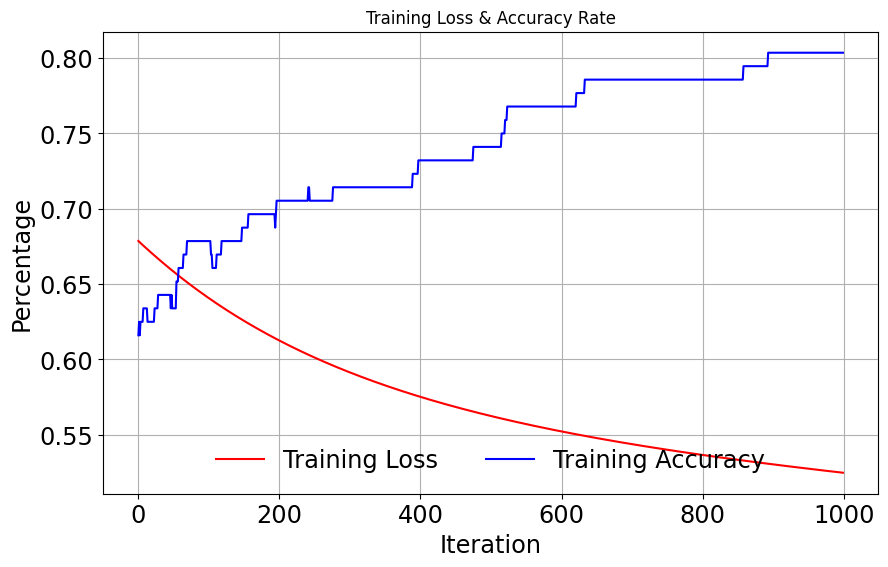 Training Loss & Accuracy Rate
Percentage
0.80
0.75
0.70
0.65
0.60
0.55
Training Loss
Training Accuracy
0
200
400
600
800
1000
Iteration